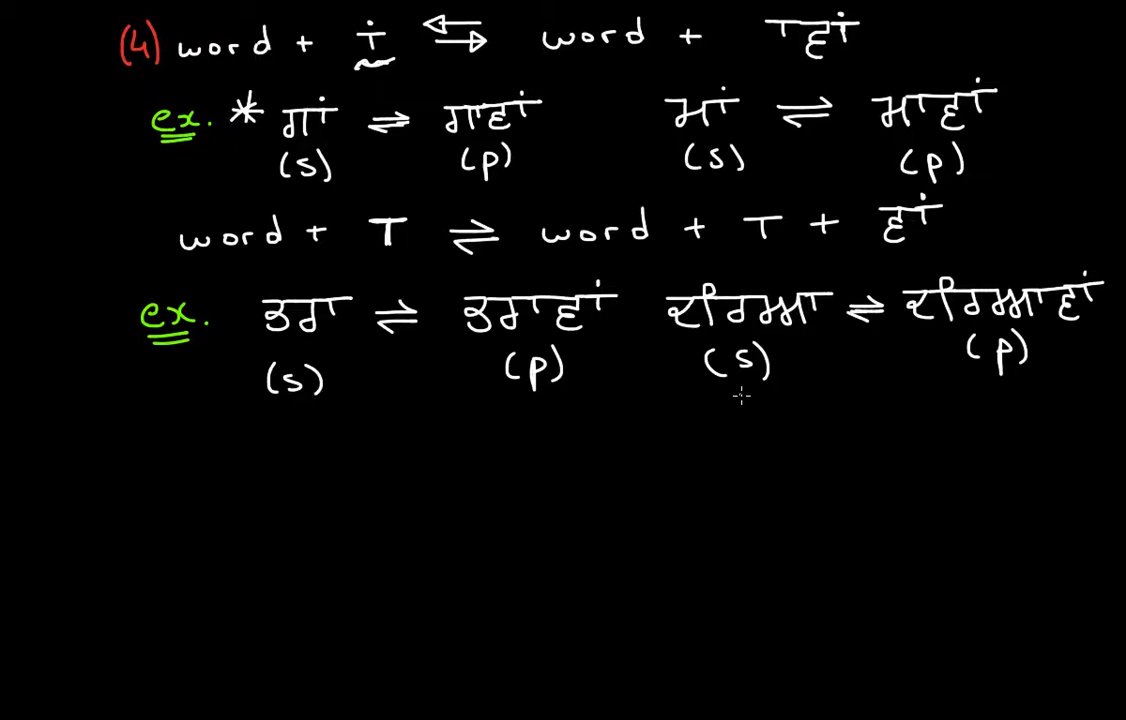 (4) word + ਾਂ ⇌ word + ਾਵਾਂ
ex. * ਗਾਂ ⇌ ਗਾਵਾਂ ਮਾਂ ⇌ ਮਾਵਾਂ
(s) (p) (s) (p)
word + ਾ ⇌ word + ਾ + ਵਾਂ
ex. ਭਰਾ ⇌ ਭਰਾਵਾਂ ਦਰਿਆ ⇌ ਦਰਿਆਵਾਂ
(s) (p) (s) (p)